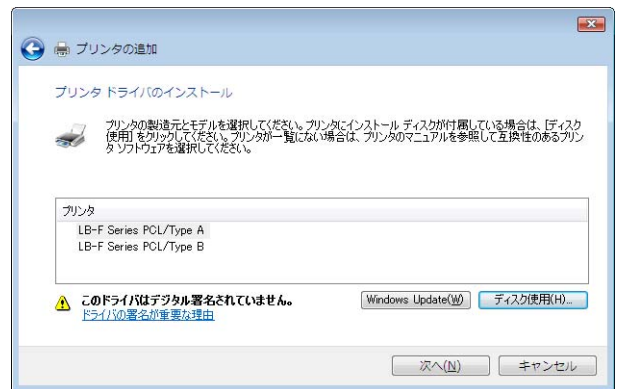 プリンタの追加
プリンタ ドライバのインストール
プリンタの製造元とモデルを選択してください。プリンタにインストール ディスクが付属している場合は、[ディスク
使用] をクリックしてください。プリンタが一覧にない場合は、プリンタのマニュアルを参照して互換性のあるプリン
タ ソフトウェアを選択してください。
プリンタ
LB-F Series PCL/Type A
LB-F Series PCL/Type B
このドライバはデジタル署名されていません。
ドライバの署名が重要な理由
Windows Update(W)
ディスク使用(H)...
次へ(N)
キャンセル